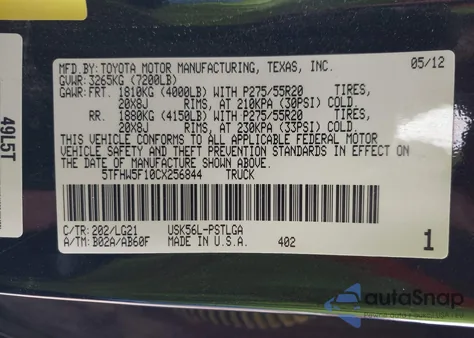 MFD. BY: TOYOTA MOTOR MANUFACTURING, TEXAS, INC. 05/12
GVWR: 3265KG (7200LB)
GAWR: FRT. 1810KG (4000LB) WITH P275/55R20 TIRES,
20X8J RIMS, AT 210KPA (30PSI) COLD
RR. 1880KG (4150LB) WITH P275/55R20 TIRES,
20X8J RIMS, AT 230KPA (33PSI) COLD.
THIS VEHICLE CONFORMS TO ALL APPLICABLE FEDERAL MOTOR
VEHICLE SAFETY AND THEFT PREVENTION STANDARDS IN EFFECT ON
THE DATE OF MANUFACTURE SHOWN ABOVE.
5TFHW5F10CX256844 TRUCK
C/TR: 202/LG21 USK56L-PSTLGA
A/TM: B02A/AB60F MADE IN U.S.A. 402 1
49L5T
autoSnap